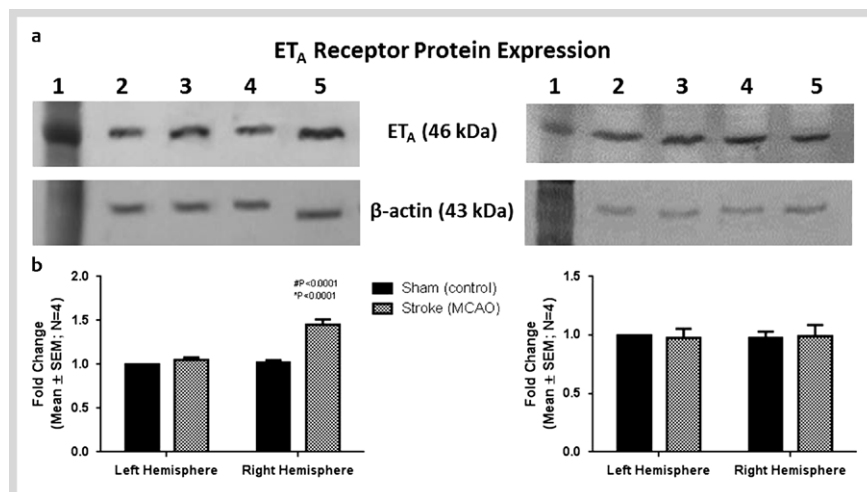 a
ET_A Receptor Protein Expression
1 2 3 4 5
1 2 3 4 5
ET_A (46 kDa)
β-actin (43 kDa)
b
Fold Change
(Mean ± SEM; N=4)
2.0
1.5
1.0
0.5
0.0
#P<0.0001
*P<0.0001
Left Hemisphere Right Hemisphere
Sham (control)
Stroke (MCAO)
Fold Change
(Mean ± SEM; N=4)
1.5
1.0
0.5
0.0
Left Hemisphere Right Hemisphere